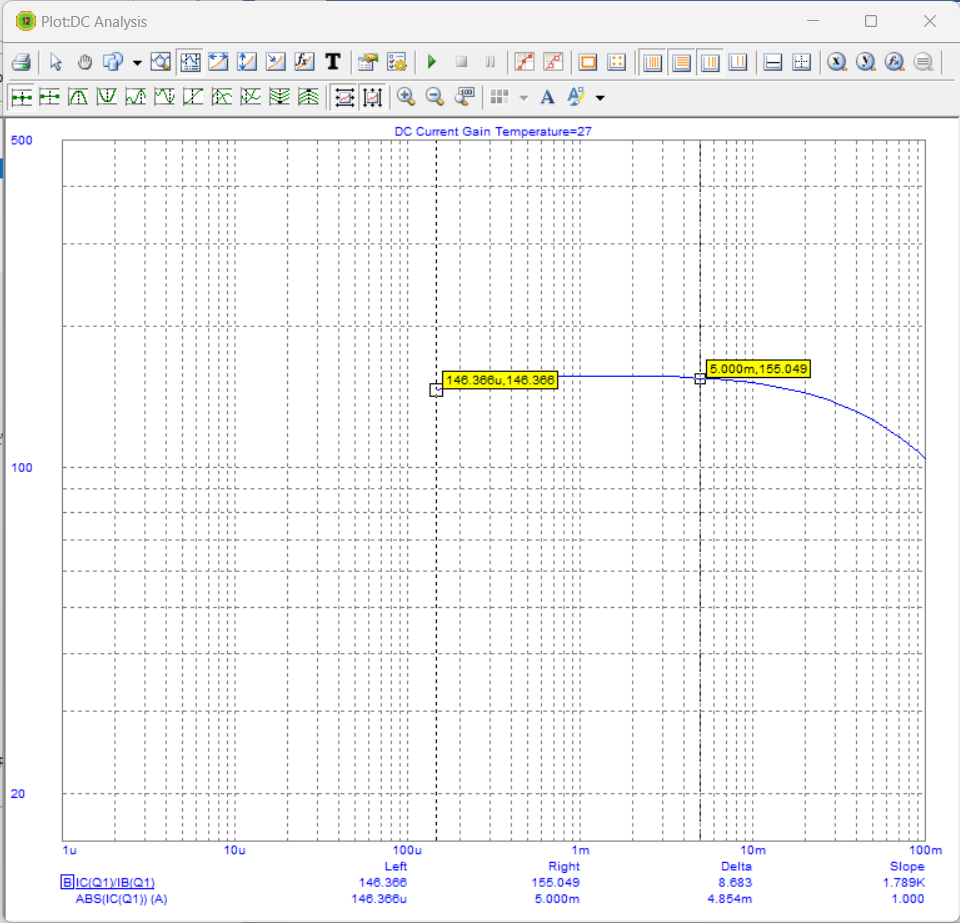 Plot:DC Analysis
DC Current Gain Temperature=27
500
5.000m,155.049
146.366u,146.366
100
20
1u 10u 100u 1m 10m 100m
Left Right Delta Slope
B IC(Q1)/IB(Q1) 146.366 155.049 8.683 1.789K
ABS(IC(Q1)) (A) 146.366u 5.000m 4.854m 1.000